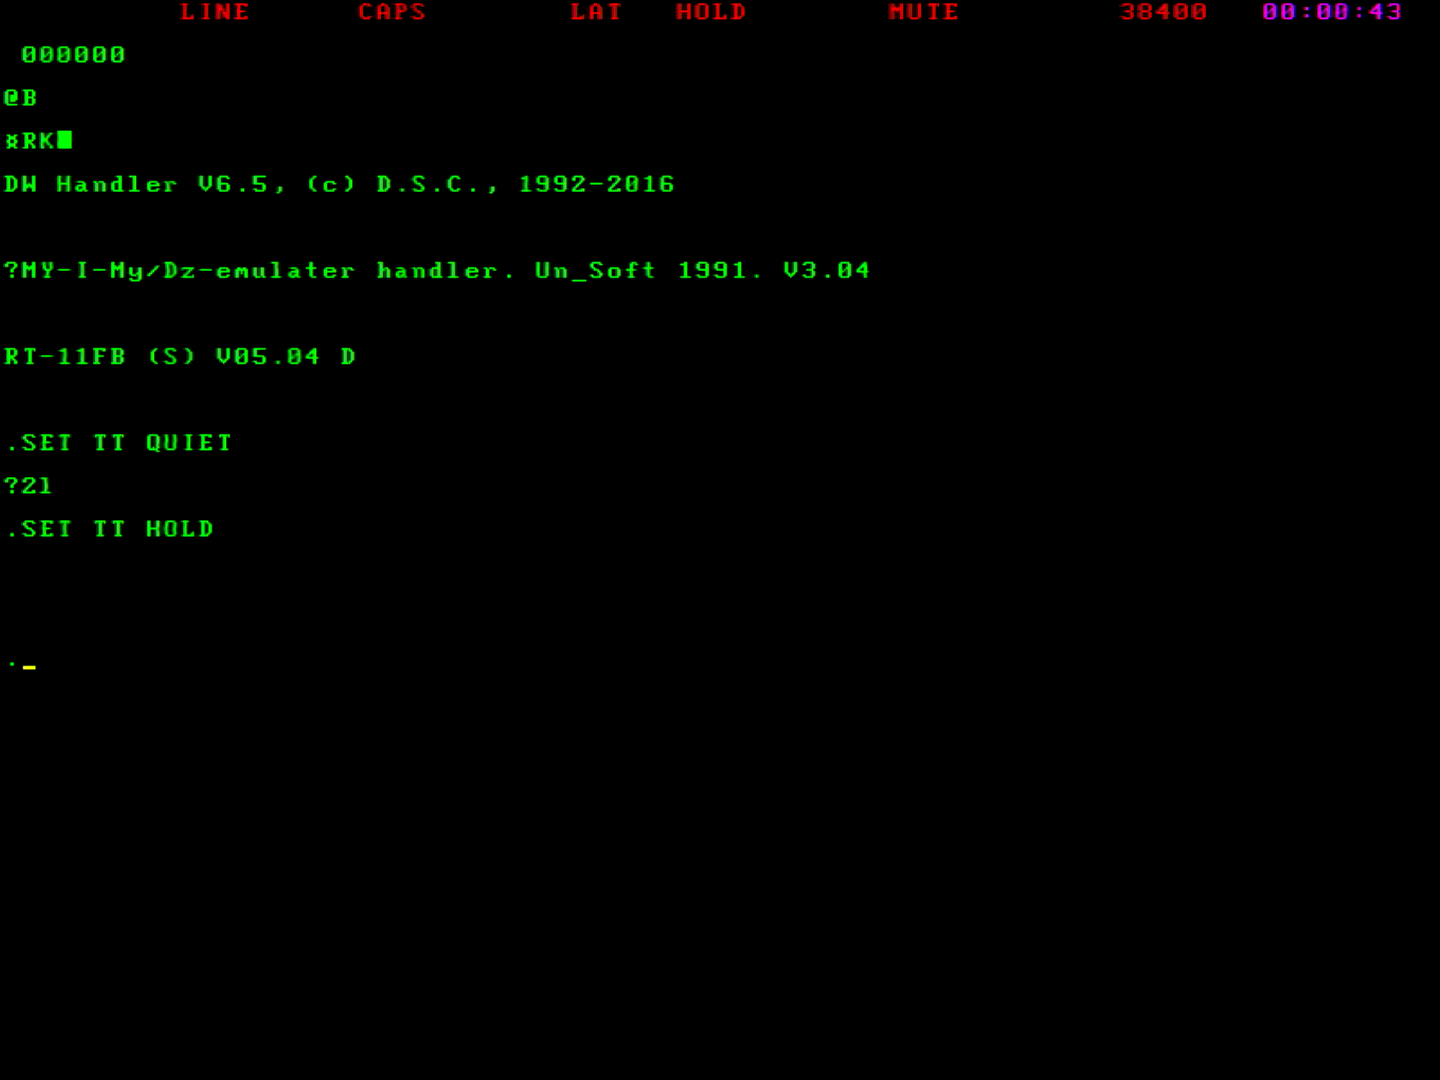 LINE CAPS LAT HOLD MUTE 38400 00:00:43
000000
@B
¤RK█
DW Handler V6.5, (c) D.S.C., 1992-2016
?MY-I-My/Dz-emulater handler. Un_Soft 1991. V3.04
RT-11FB (S) V05.04 D
.SET TT QUIET
?2l
.SET TT HOLD
._